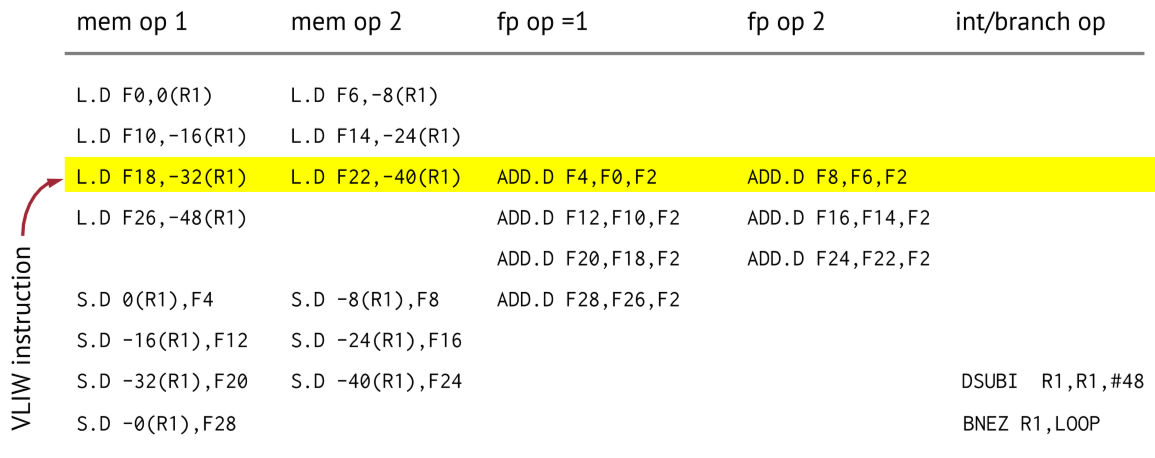 mem op 1 mem op 2 fp op =1 fp op 2 int/branch op
L.D F0,0(R1) L.D F6,-8(R1)
L.D F10,-16(R1) L.D F14,-24(R1)
L.D F18,-32(R1) L.D F22,-40(R1) ADD.D F4,F0,F2 ADD.D F8,F6,F2
L.D F26,-48(R1) ADD.D F12,F10,F2 ADD.D F16,F14,F2
ADD.D F20,F18,F2 ADD.D F24,F22,F2
S.D 0(R1),F4 S.D -8(R1),F8 ADD.D F28,F26,F2
S.D -16(R1),F12 S.D -24(R1),F16
S.D -32(R1),F20 S.D -40(R1),F24 DSUBI R1,R1,#48
S.D -0(R1),F28 BNEZ R1,LOOP
VLIW instruction